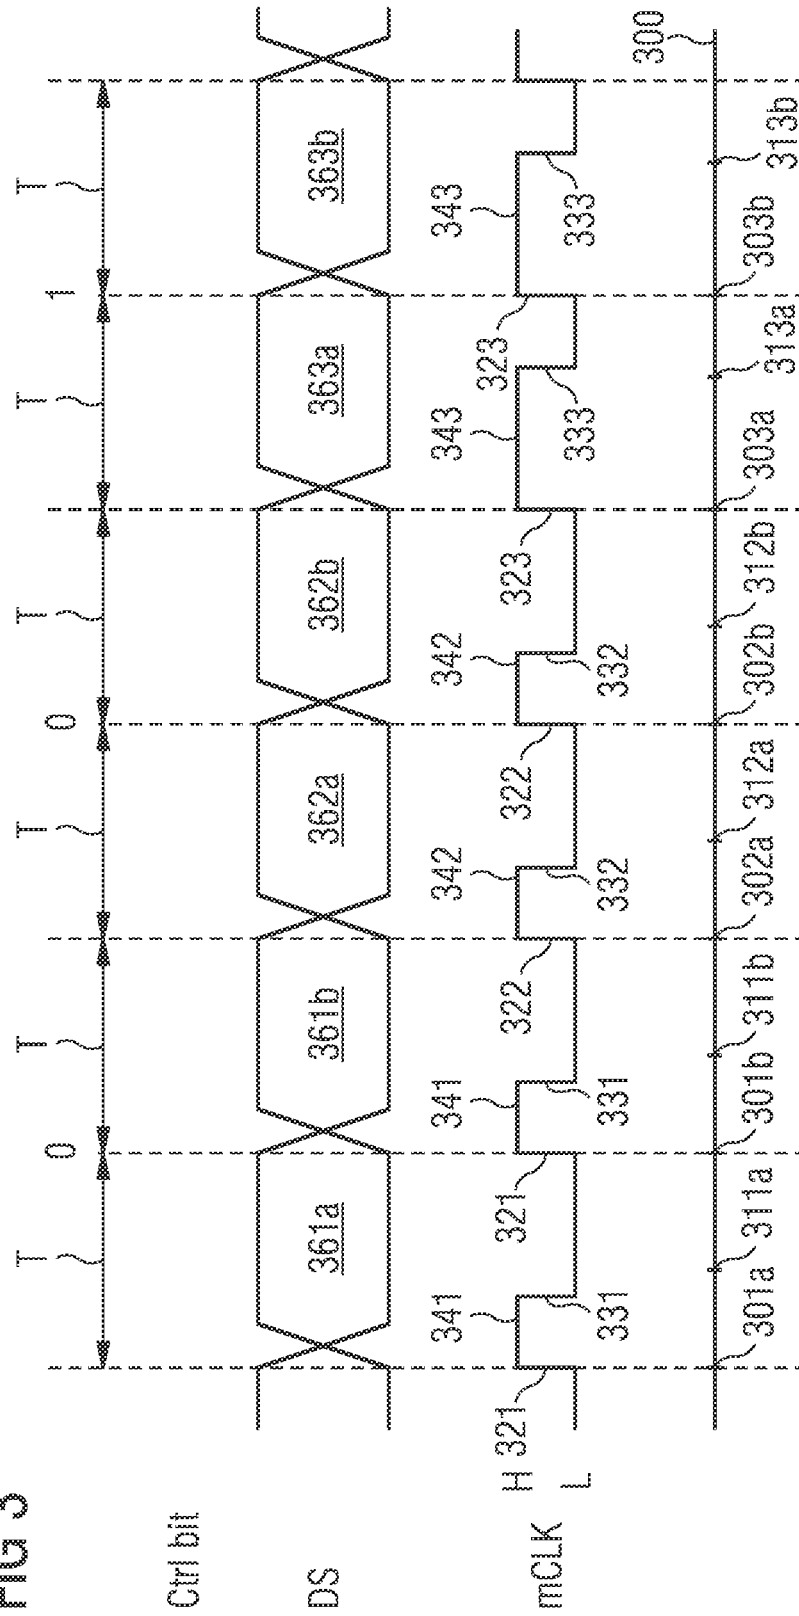 FIG 3
T T T T T T
0 0 1
Ctrl bit
DS 361a 361b 362a 362b 363a 363b
341 341 342 342 343 343
H 321 321 322 322 323 323
mCLK
L
331 331 332 332 333 333
300
301a 311a 301b 311b 302a 312a 302b 312b 303a 313a 303b 313b